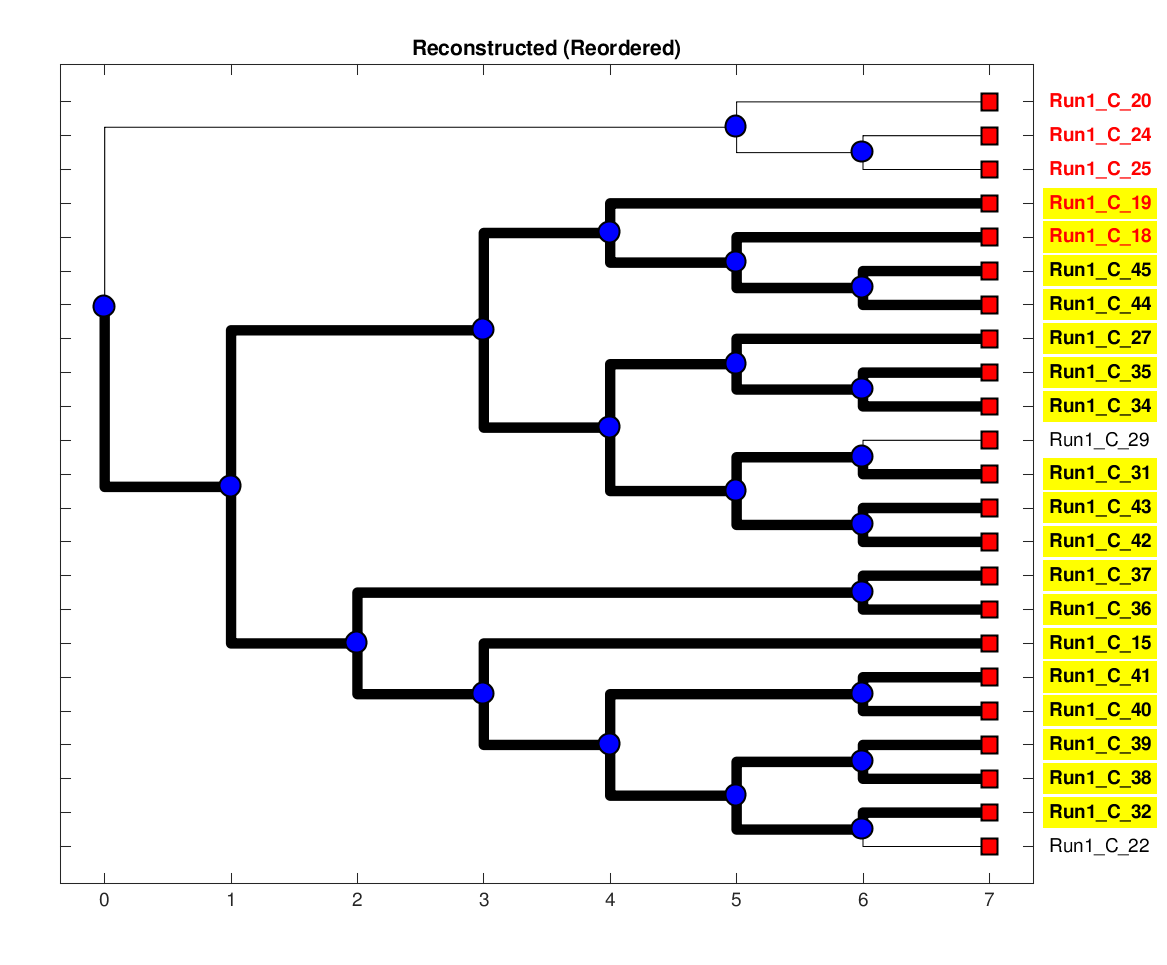 Reconstructed (Reordered)
Run1_C_20
Run1_C_24
Run1_C_25
Run1_C_19
Run1_C_18
Run1_C_45
Run1_C_44
Run1_C_27
Run1_C_35
Run1_C_34
Run1_C_29
Run1_C_31
Run1_C_43
Run1_C_42
Run1_C_37
Run1_C_36
Run1_C_15
Run1_C_41
Run1_C_40
Run1_C_39
Run1_C_38
Run1_C_32
Run1_C_22
0 1 2 3 4 5 6 7